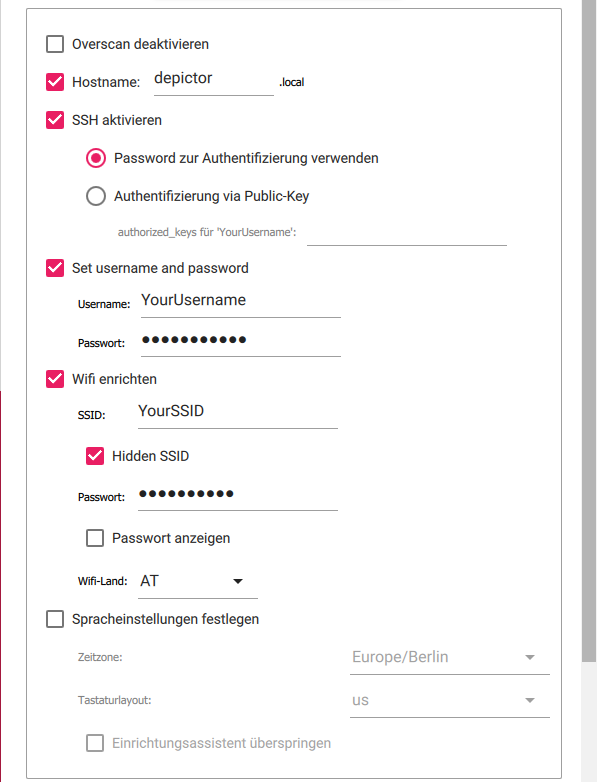 Overscan deaktivieren
Hostname: depictor .local
SSH aktivieren
Password zur Authentifizierung verwenden
Authentifizierung via Public-Key
authorized_keys für 'YourUsername':
Set username and password
Username: YourUsername
Passwort: ●●●●●●●●●●●
Wifi enrichten
SSID: YourSSID
Hidden SSID
Passwort: ●●●●●●●●●●
Passwort anzeigen
Wifi-Land: AT
Spracheinstellungen festlegen
Zeitzone: Europe/Berlin
Tastaturlayout: us
Einrichtungsassistent überspringen